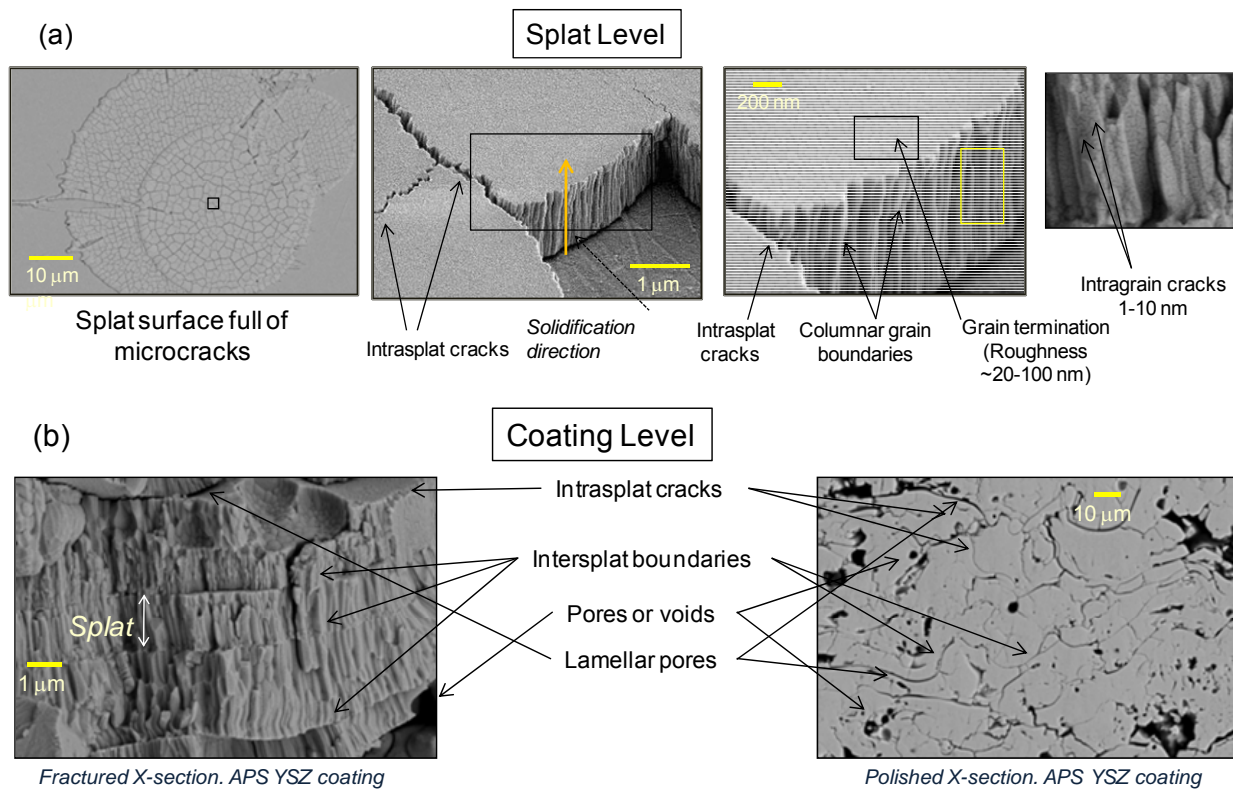 (a)
Splat Level
10 μm
μm
1 μm
200 nm
Splat surface full of
microcracks
Intrasplat cracks
Solidification
direction
Intrasplat
cracks
Columnar grain
boundaries
Grain termination
(Roughness
~20-100 nm)
Intragrain cracks
1-10 nm
(b)
Coating Level
Splat
1 μm
Intrasplat cracks
Intersplat boundaries
Pores or voids
Lamellar pores
10 μm
Fractured X-section. APS YSZ coating
Polished X-section. APS YSZ coating